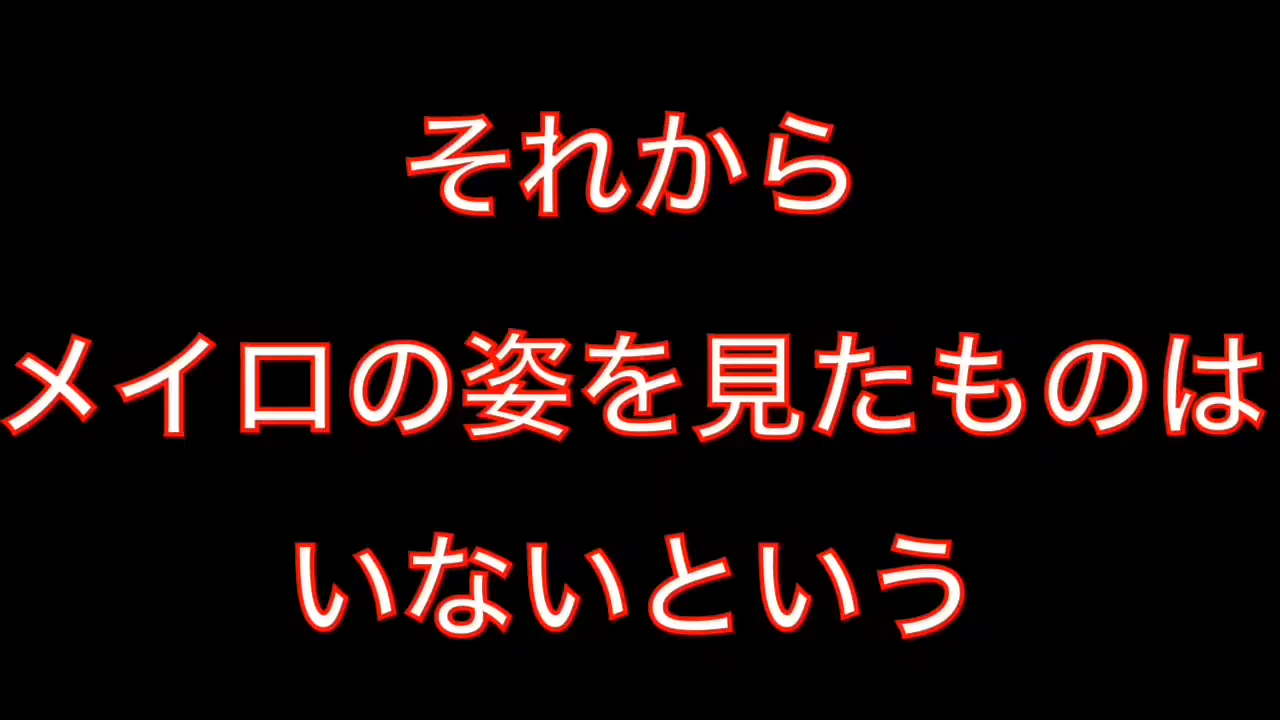 それから
メイロの姿を見たものは
いないという